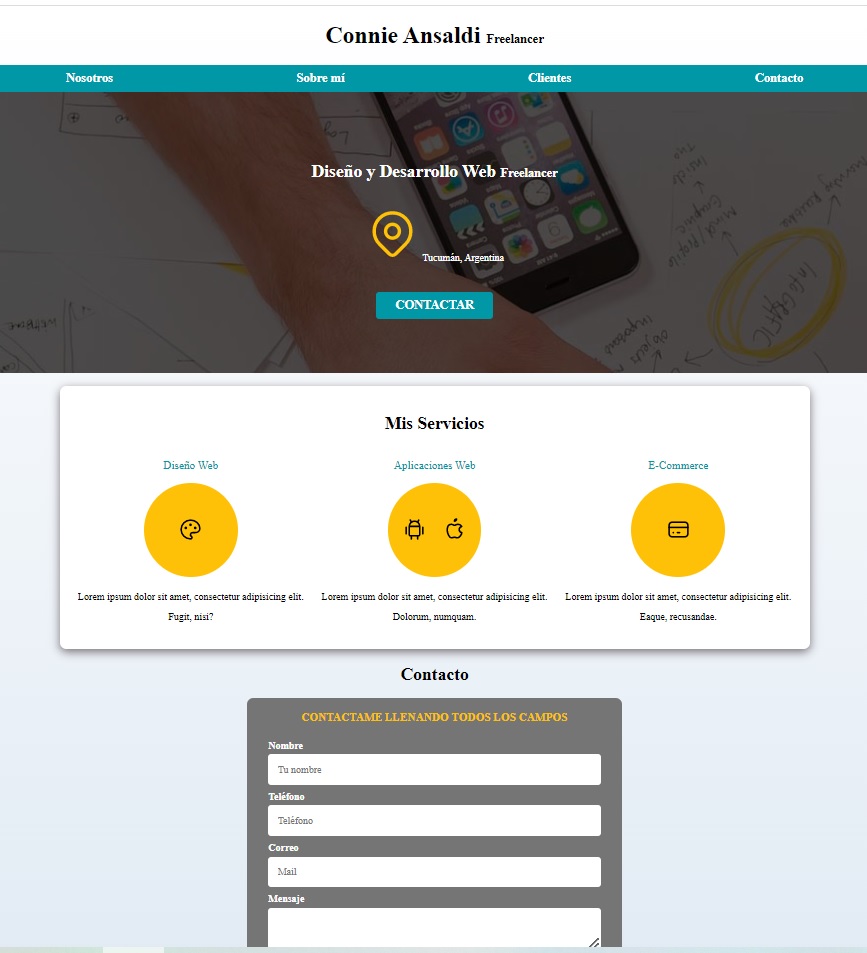 Connie Ansaldi Freelancer
Nosotros Sobre mí Clientes Contacto
Diseño y Desarrollo Web Freelancer
Tucumán, Argentina
CONTACTAR
INFOGRAFIC
Mis Servicios
Diseño Web
Aplicaciones Web
E-Commerce
Lorem ipsum dolor sit amet, consectetur adipisicing elit.
Fugit, nisi?
Lorem ipsum dolor sit amet, consectetur adipisicing elit.
Dolorum, numquam.
Lorem ipsum dolor sit amet, consectetur adipisicing elit.
Eaque, recusandae.
Contacto
CONTACTAME LLENANDO TODOS LOS CAMPOS
Nombre
Tu nombre
Teléfono
Teléfono
Correo
Mail
Mensaje